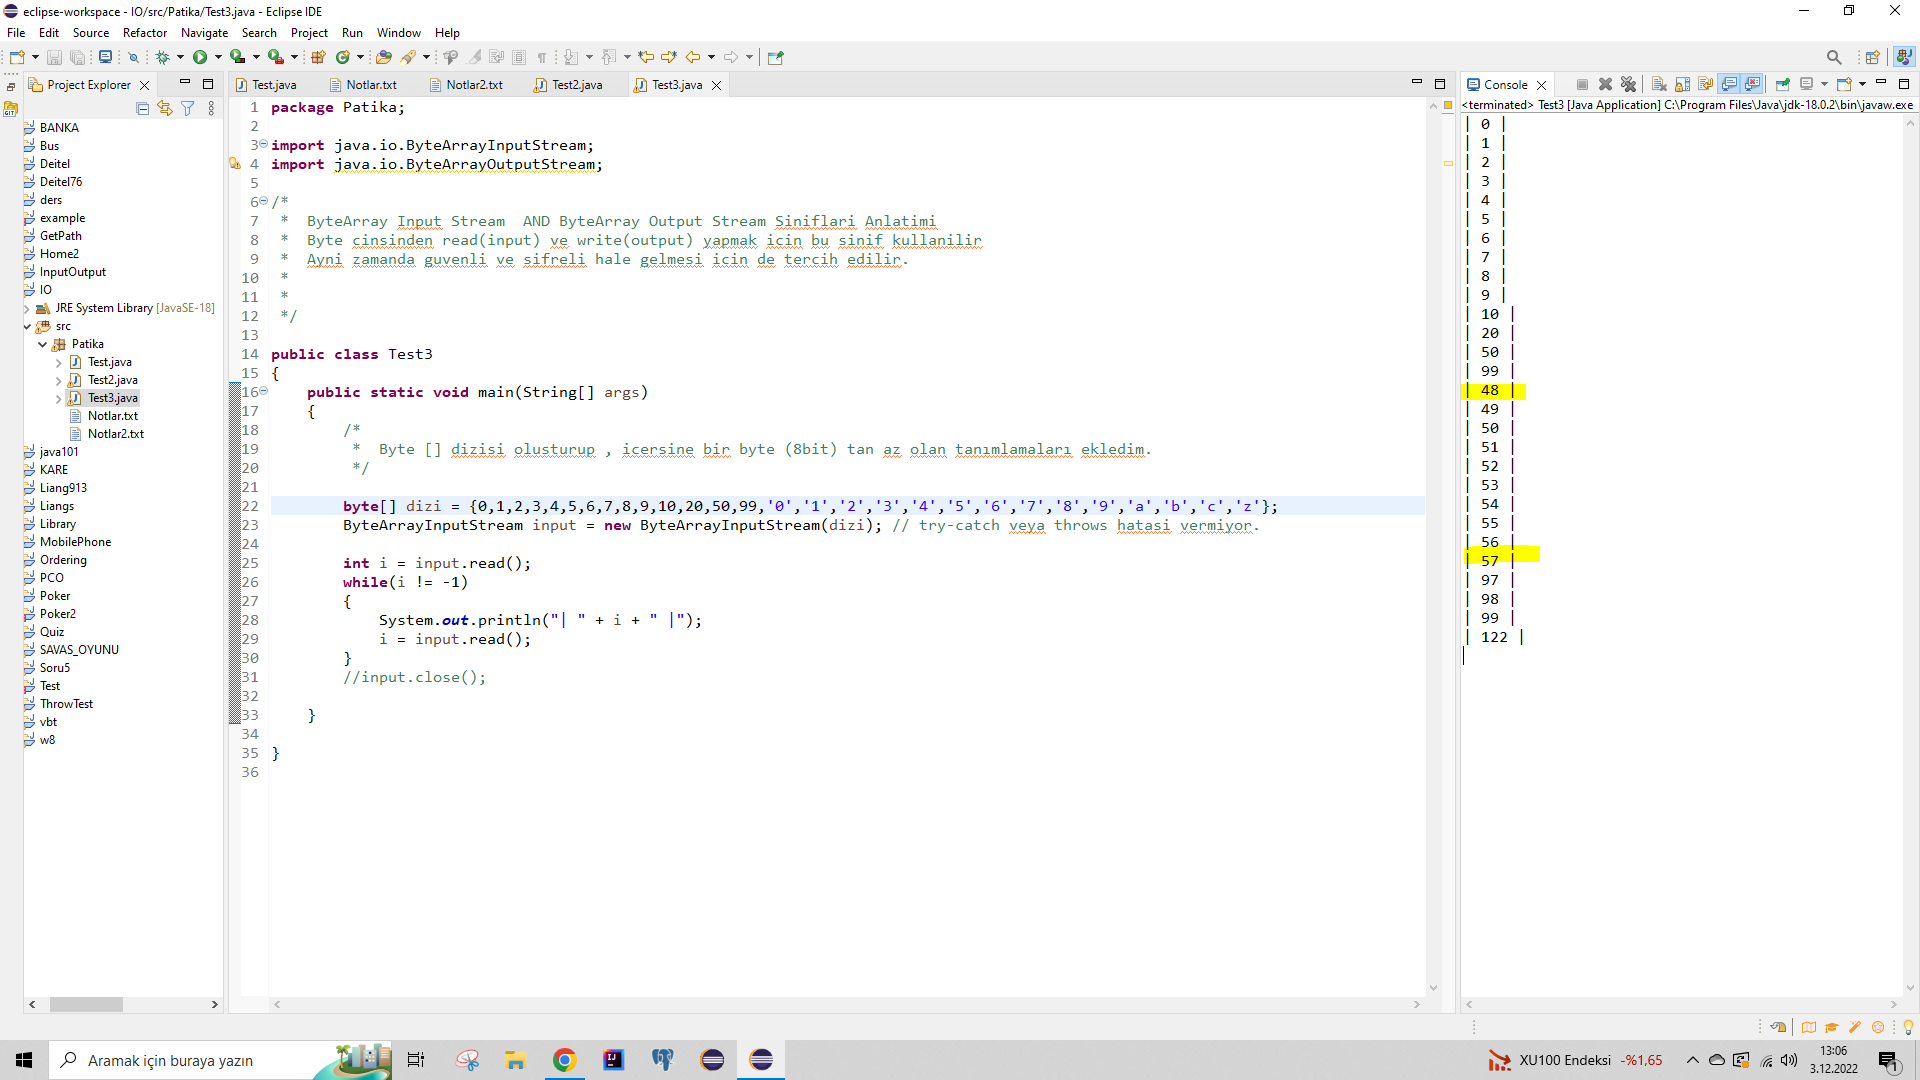 eclipse-workspace - IO/src/Patika/Test3.java - Eclipse IDE
File Edit Source Refactor Navigate Search Project Run Window Help
Project Explorer
BANKA
Bus
Deitel
Deitel76
ders
example
GetPath
Home2
InputOutput
IO
JRE System Library [JavaSE-18]
src
Patika
Test.java
Test2.java
Test3.java
Notlar.txt
Notlar2.txt
java101
KARE
Liang913
Liangs
Library
MobilePhone
Ordering
PCO
Poker
Poker2
Quiz
SAVAS_OYUNU
Soru5
Test
ThrowTest
vbt
w8
Test.java Notlar.txt Notlar2.txt Test2.java Test3.java
1 package Patika;
2
3 import java.io.ByteArrayInputStream;
4 import java.io.ByteArrayOutputStream;
5
6 /*
7 * ByteArray Input Stream AND ByteArray Output Stream Siniflari Anlatimi
8 * Byte cinsinden read(input) ve write(output) yapmak icin bu sinif kullanilir
9 * Ayni zamanda guvenli ve sifreli hale gelmesi icin de tercih edilir.
10 *
11 *
12 */
13
14 public class Test3
15 {
16 public static void main(String[] args)
17 {
18 /*
19 * Byte [] dizisi olusturup , icersine bir byte (8bit) tan az olan tanımlamaları ekledim.
20 */
21
22 byte[] dizi = {0,1,2,3,4,5,6,7,8,9,10,20,50,99,'0','1','2','3','4','5','6','7','8','9','a','b','c','z'};
23 ByteArrayInputStream input = new ByteArrayInputStream(dizi); // try-catch veya throws hatasi vermiyor.
24
25 int i = input.read();
26 while(i != -1)
27 {
28 System.out.println("| " + i + " |");
29 i = input.read();
30 }
31 //input.close();
32
33 }
34
35 }
36
Console
<terminated> Test3 [Java Application] C:\Program Files\Java\jdk-18.0.2\bin\javaw.exe
| 0 |
| 1 |
| 2 |
| 3 |
| 4 |
| 5 |
| 6 |
| 7 |
| 8 |
| 9 |
| 10 |
| 20 |
| 50 |
| 99 |
| 48 |
| 49 |
| 50 |
| 51 |
| 52 |
| 53 |
| 54 |
| 55 |
| 56 |
| 57 |
| 97 |
| 98 |
| 99 |
| 122 |
Aramak için buraya yazın
XU100 Endeksi -%1,65
13:06
3.12.2022
1